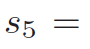 s₅ =